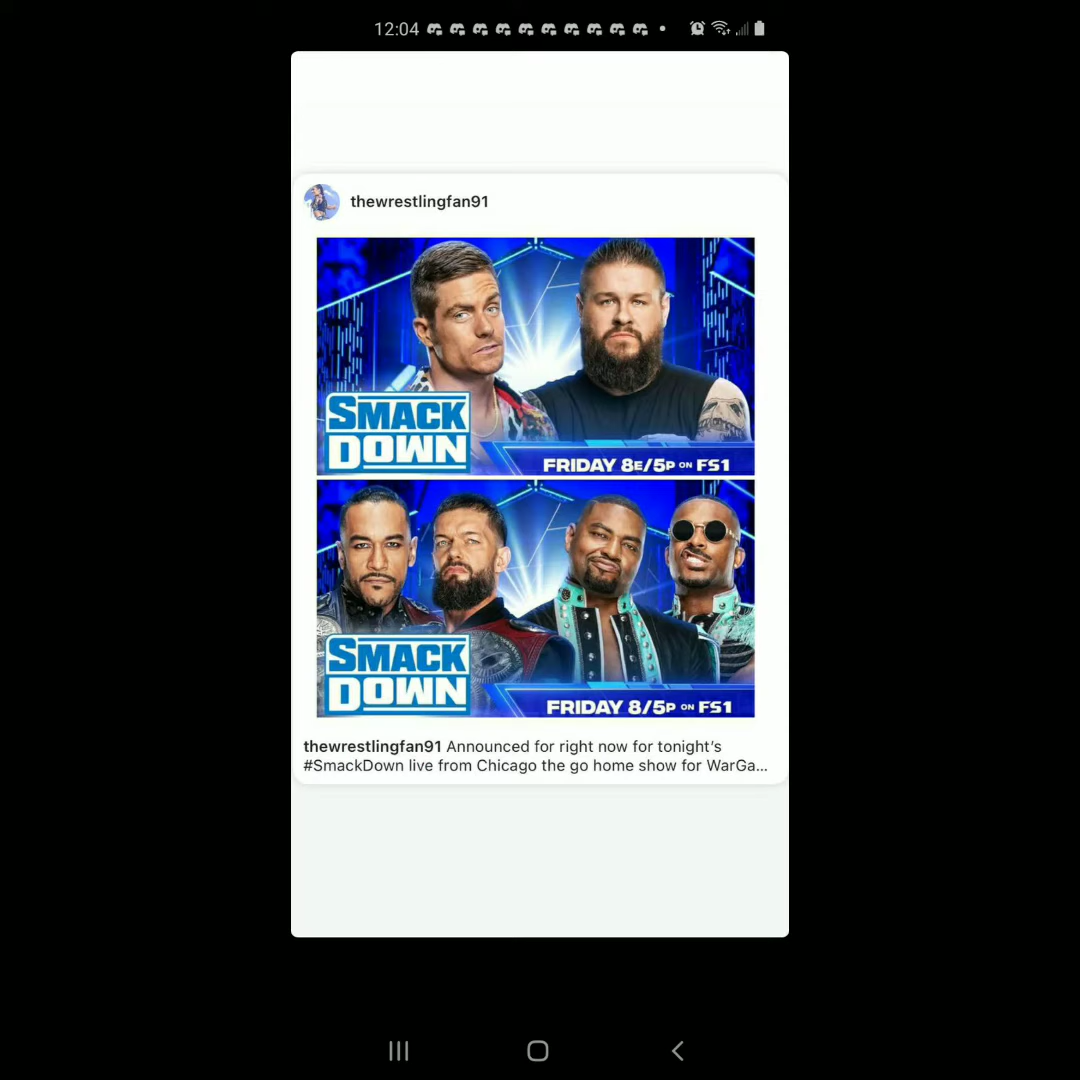 12:04
thewrestlingfan91
SMACK
DOWN
FRIDAY 8E/5P ON FS1
SMACK
DOWN
FRIDAY 8/5P ON FS1
thewrestlingfan91 Announced for right now for tonight's
#SmackDown live from Chicago the go home show for WarGa...